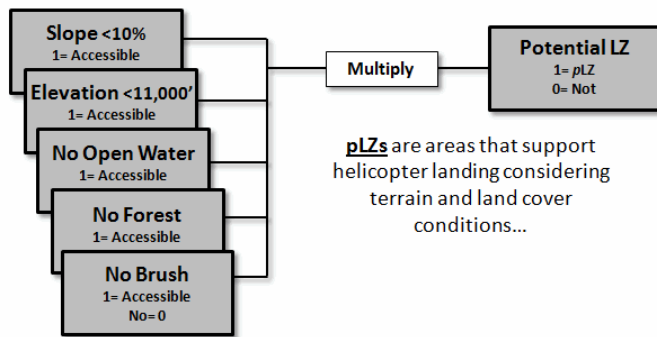 Slope <10%
1= Accessible
Elevation <11,000'
1= Accessible
No Open Water
1= Accessible
No Forest
1= Accessible
No Brush
1= Accessible
No= 0
Multiply
Potential LZ
1= pLZ
0= Not
pLZs are areas that support
helicopter landing considering
terrain and land cover
conditions...